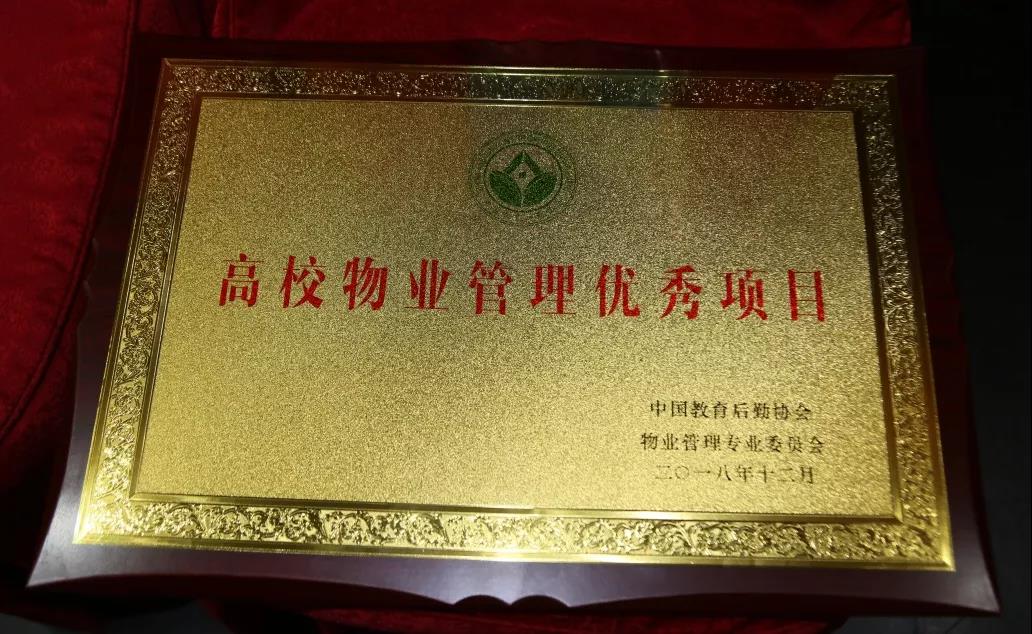 高校物业管理优秀项目
中国教育后勤协会
物业管理专业委员会
二〇一八年十二月